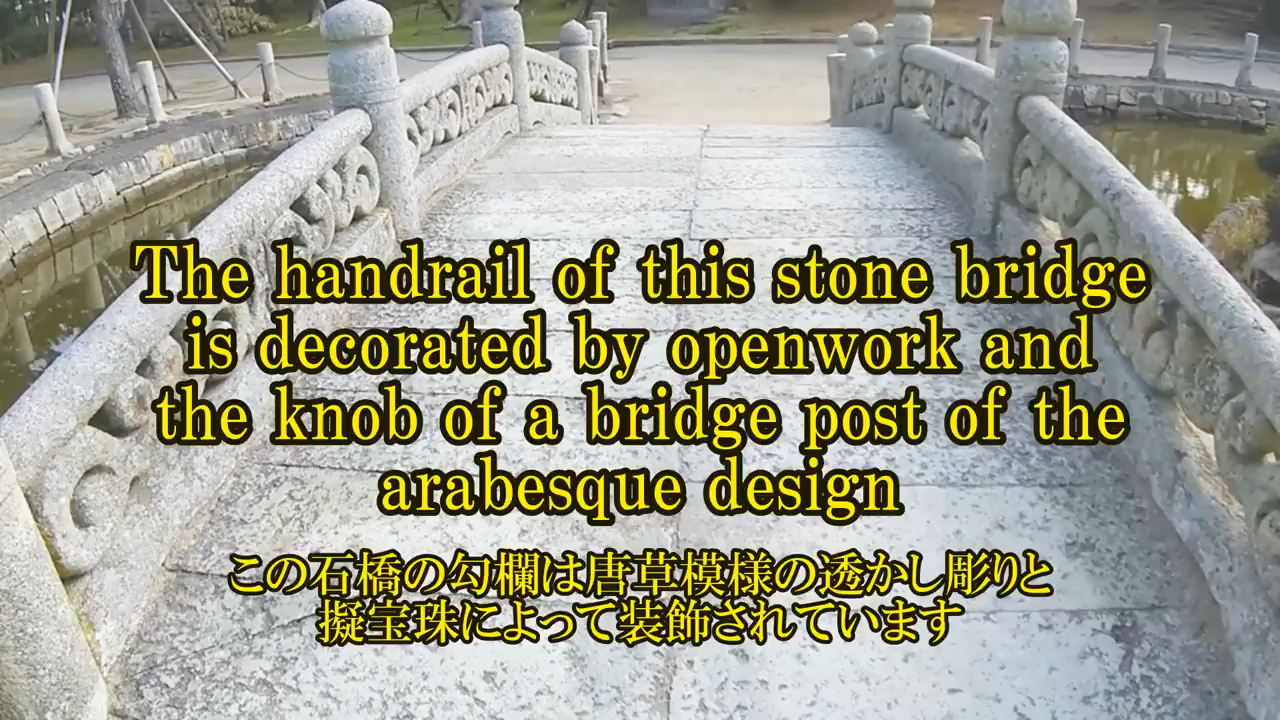 The handrail of this stone bridge
is decorated by openwork and
the knob of a bridge post of the
arabesque design
この石橋の勾欄は唐草模様の透かし彫りと
擬宝珠によって装飾されています